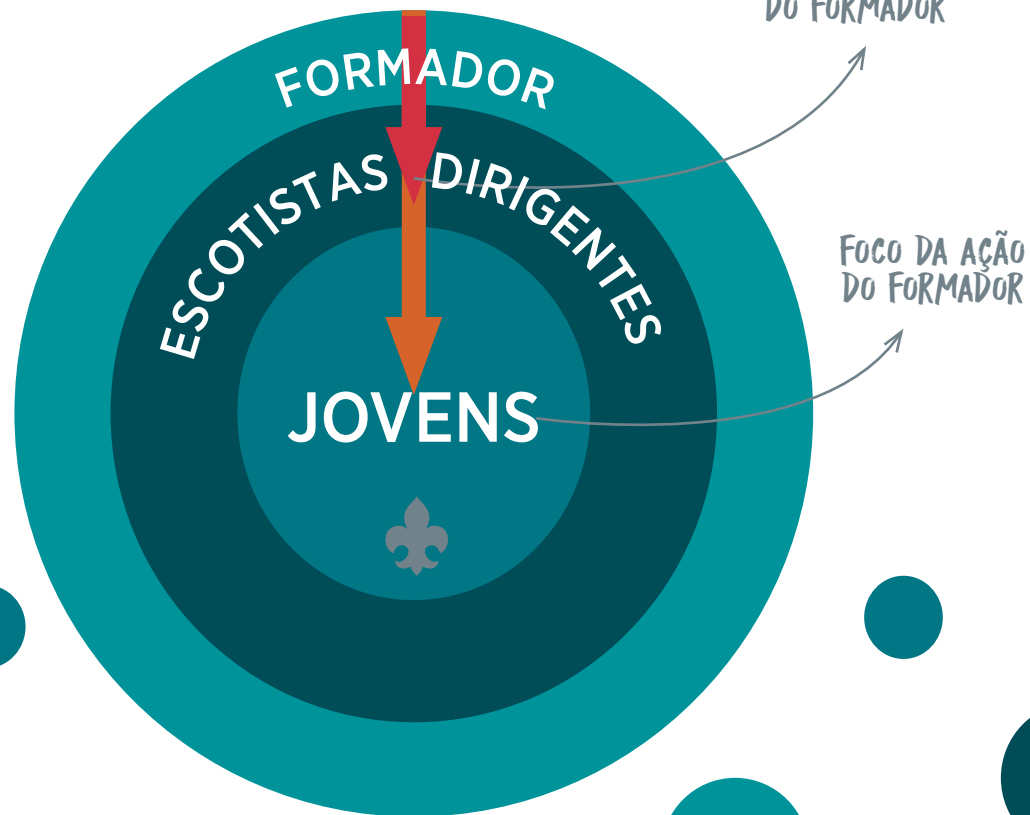 DO FORMADOR
FORMADOR
ESCOTISTAS DIRIGENTES
FOCO DA AÇÃO
DO FORMADOR
JOVENS